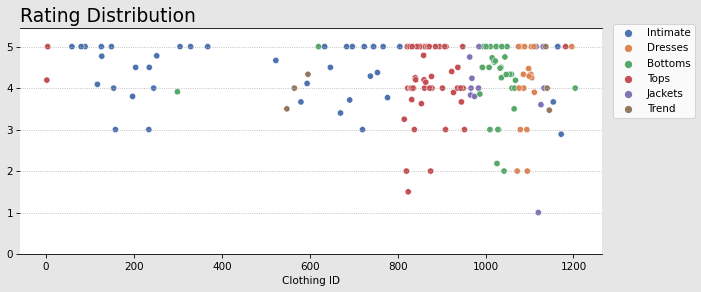 Rating Distribution
5
4
3
2
1
0
0
200
400
600
800
1000
1200
Clothing ID
Intimate
Dresses
Bottoms
Tops
Jackets
Trend